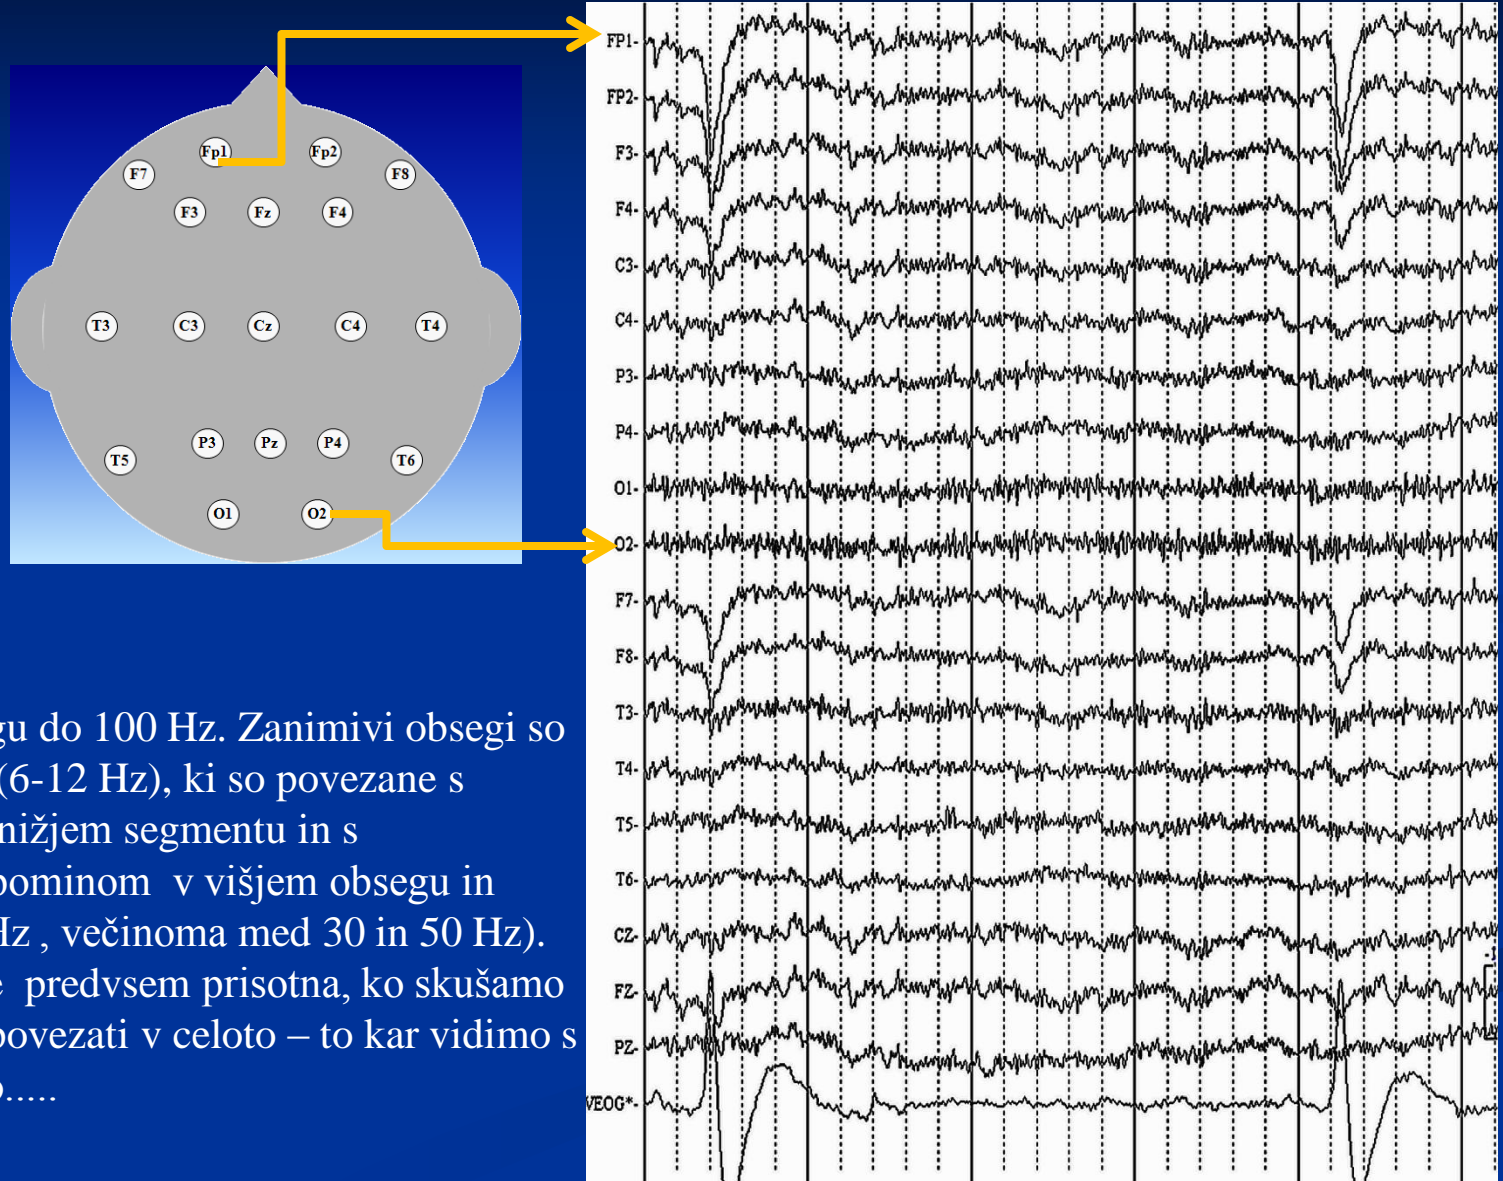 Fp1 Fp2
F7 F8
F3 Fz F4
T3 C3 Cz C4 T4
P3 Pz P4
T5 T6
O1 O2
gu do 100 Hz. Zanimivi obsegi so
(6-12 Hz), ki so povezane s
nižjem segmentu in s
pominom v višjem obsegu in
Hz , večinoma med 30 in 50 Hz).
e predvsem prisotna, ko skušamo
povezati v celoto – to kar vidimo s
o.....
FP1-
FP2-
F3-
F4-
C3-
C4-
P3-
P4-
O1-
O2-
F7-
F8-
T3-
T4-
T5-
T6-
CZ-
FZ-
PZ-
VEOG*-